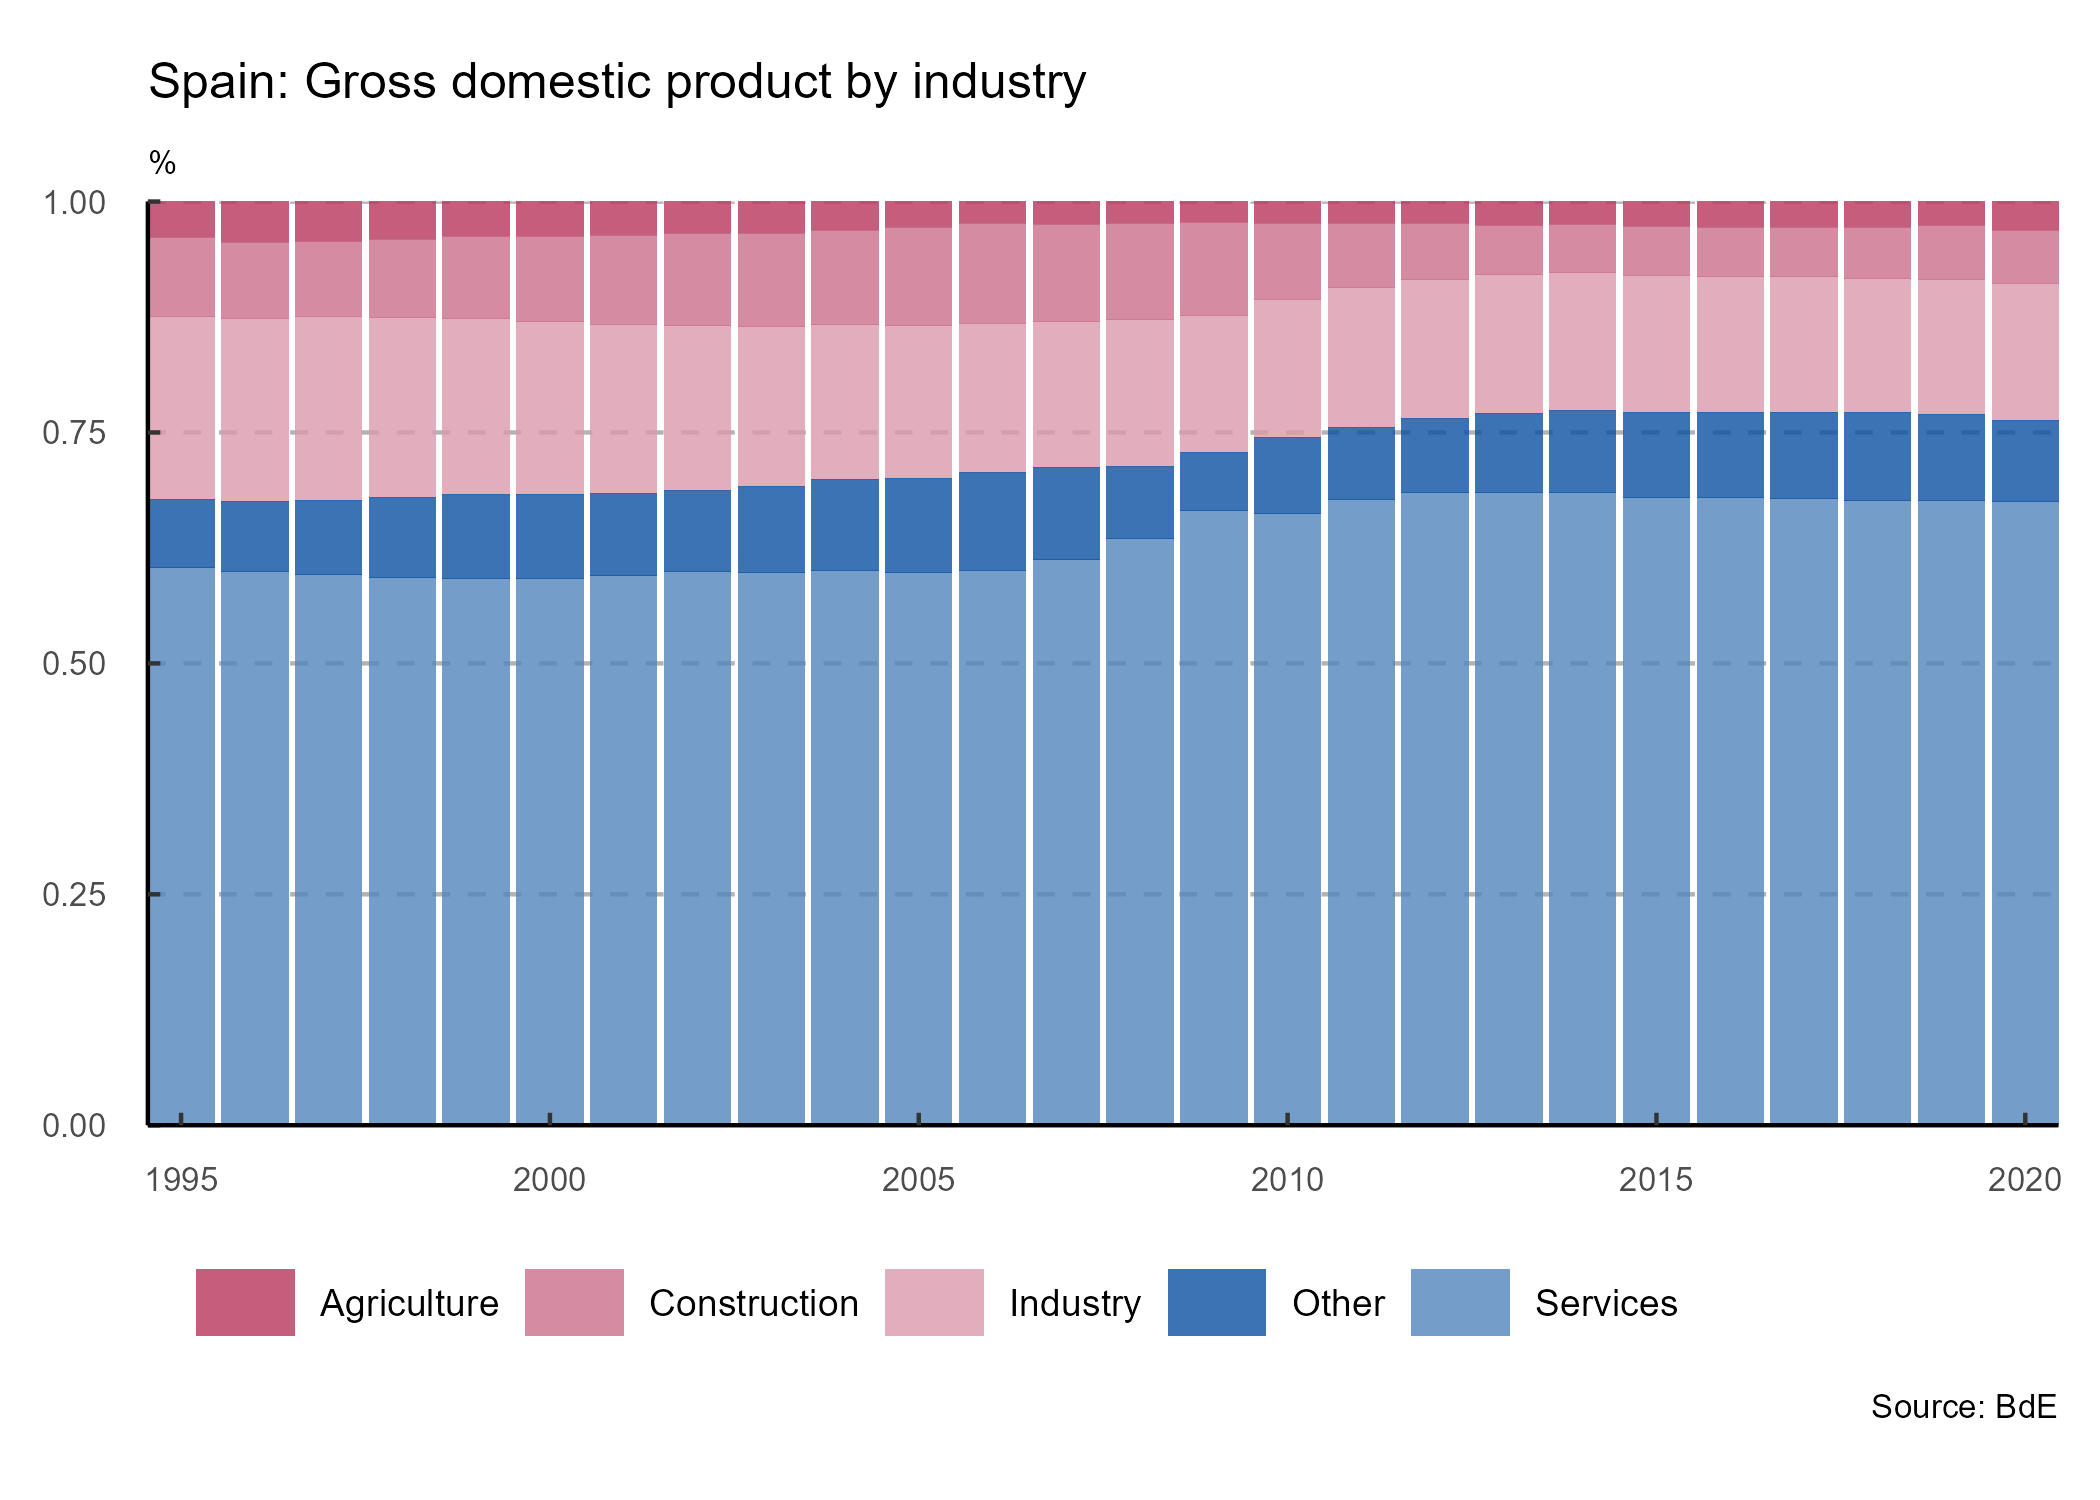 Spain: Gross domestic product by industry
%
1.00
0.75
0.50
0.25
0.00
1995 2000 2005 2010 2015 2020
Agriculture Construction Industry Other Services
Source: BdE